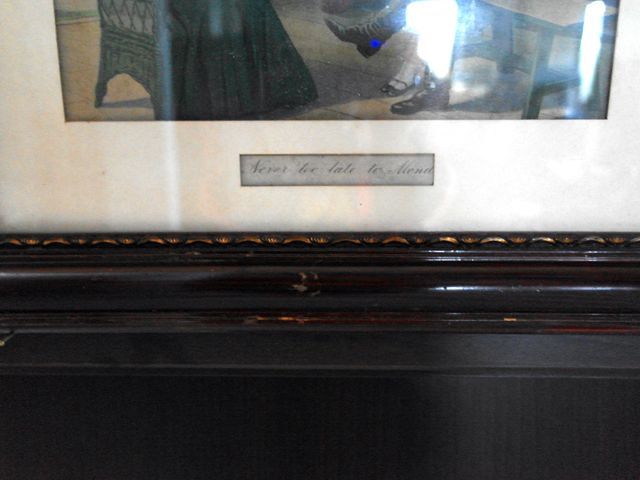 Never too late to Mend